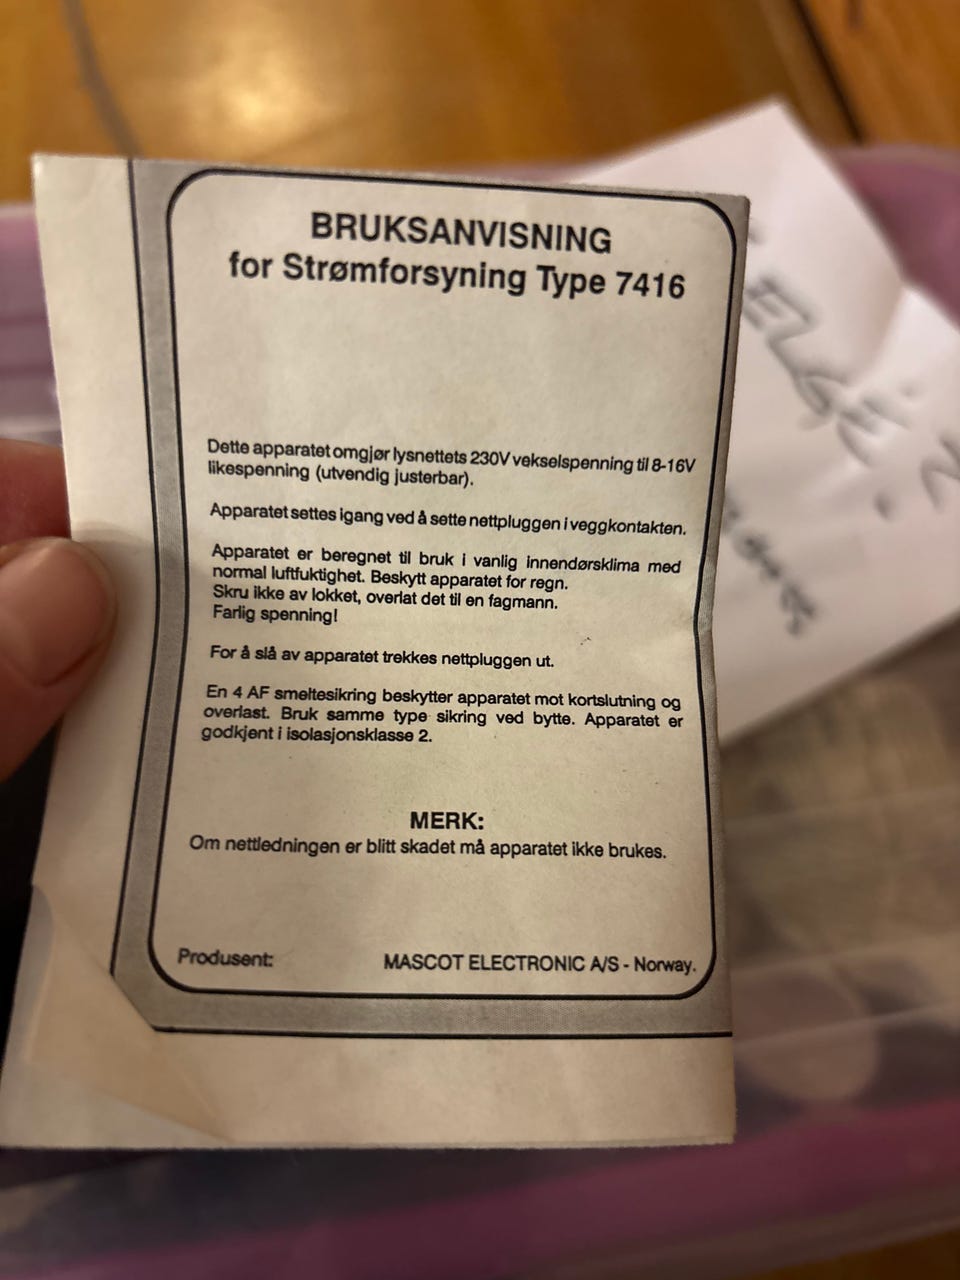 BRUKSANVISNING
for Strømforsyning Type 7416
Dette apparatet omgjør lysnettets 230V vekselspenning til 8-16V
likespenning (utvendig justerbar).
Apparatet settes igang ved å sette nettpluggen i veggkontakten.
Apparatet er beregnet til bruk i vanlig innendørsklima med
normal luftfuktighet. Beskytt apparatet for regn.
Skru ikke av lokket, overlat det til en fagmann.
Farlig spenning!
For å slå av apparatet trekkes nettpluggen ut.
En 4 AF smeltesikring beskytter apparatet mot kortslutning og
overlast. Bruk samme type sikring ved bytte. Apparatet er
godkjent i isolasjonsklasse 2.
MERK:
Om nettledningen er blitt skadet må apparatet ikke brukes.
Produsent: MASCOT ELECTRONIC A/S - Norway.